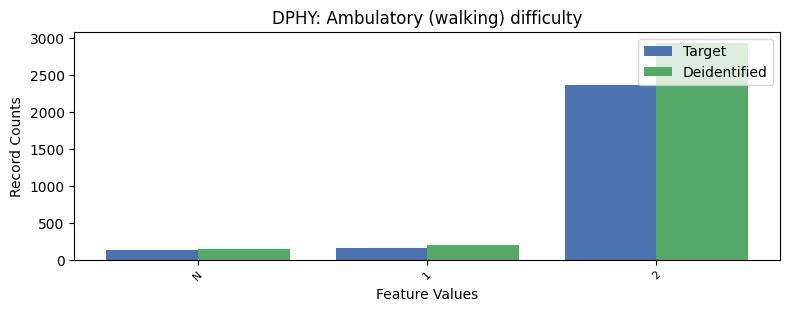 DPHY: Ambulatory (walking) difficulty
Target
Deidentified
Record Counts
3000
2500
2000
1500
1000
500
0
N
1
2
Feature Values